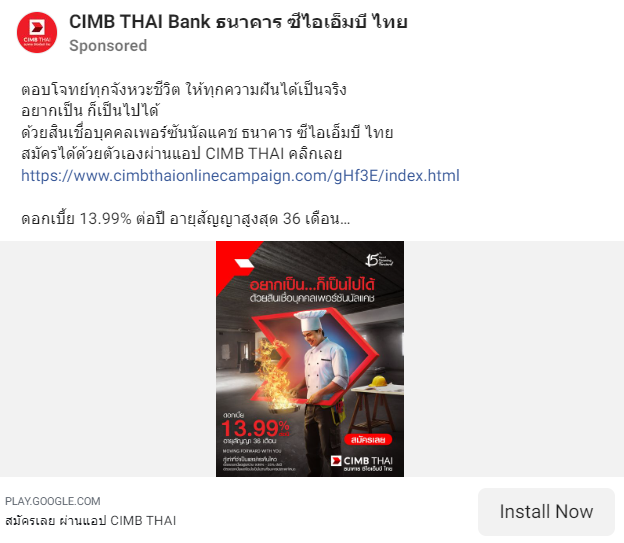 CIMB THAI Bank ธนาคาร ซีไอเอ็มบี ไทย
Sponsored
CIMB THAI
ตอบโจทย์ทุกจังหวะชีวิต ให้ทุกความฝันได้เป็นจริง
อยากเป็น ก็เป็นไปได้
ด้วยสินเชื่อบุคคลเพอร์ซันนัลแคช ธนาคาร ซีไอเอ็มบี ไทย
สมัครได้ด้วยตัวเองผ่านแอป CIMB THAI คลิกเลย
https://www.cimbthaionlinecampaign.com/gHf3E/index.html
ดอกเบี้ย 13.99% ต่อปี อายุสัญญาสูงสุด 36 เดือน...
15
อยากเป็น...ก็เป็นไปได้
ด้วยสินเชื่อบุคคลเพอร์ซันนัลแคช
ดอกเบี้ย
13.99%
อายุสัญญา 36 เดือน
สมัครเลย
MOVING FORWARD WITH YOU
CIMB THAI
ธนาคาร ซีไอเอ็มบี ไทย
PLAY.GOOGLE.COM
สมัครเลย ผ่านแอป CIMB THAI
Install Now